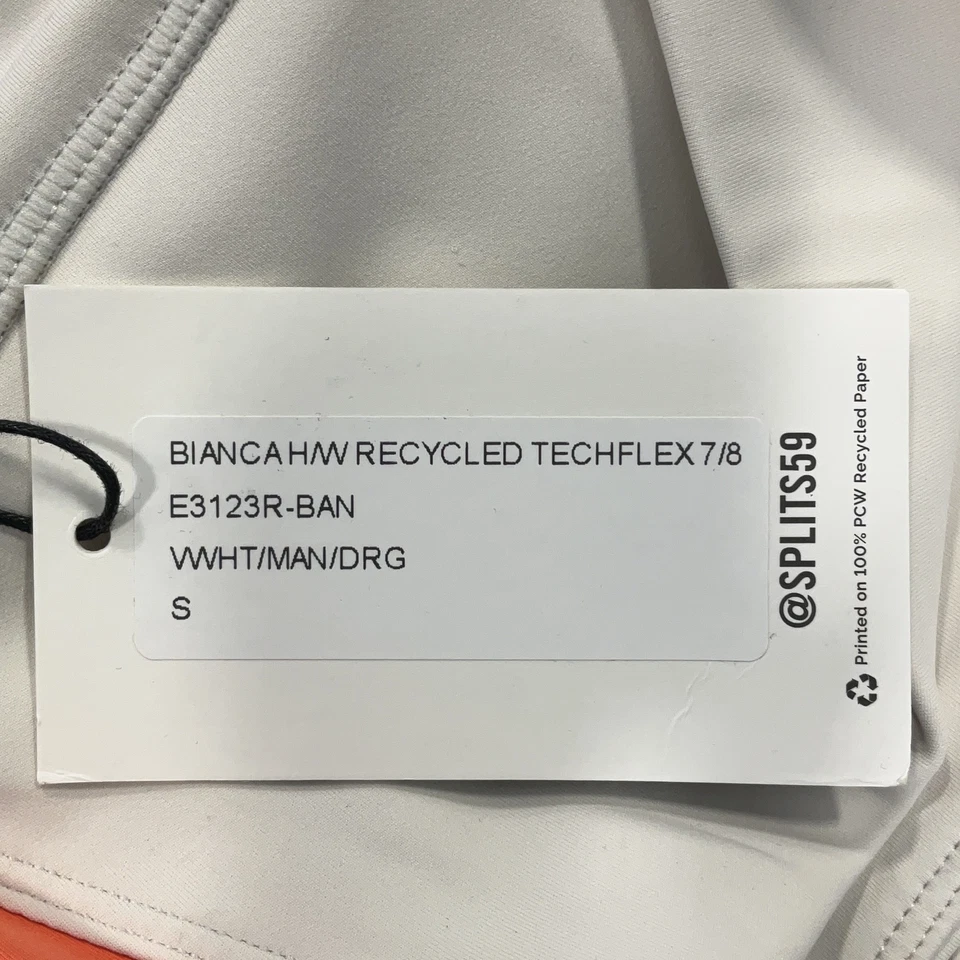 BIANCA H/W RECYCLED TECHFLEX 7/8
E3123R-BAN
VWHT/MAN/DRG
S
@SPLITS59
Printed on 100% PCW Recycled Paper